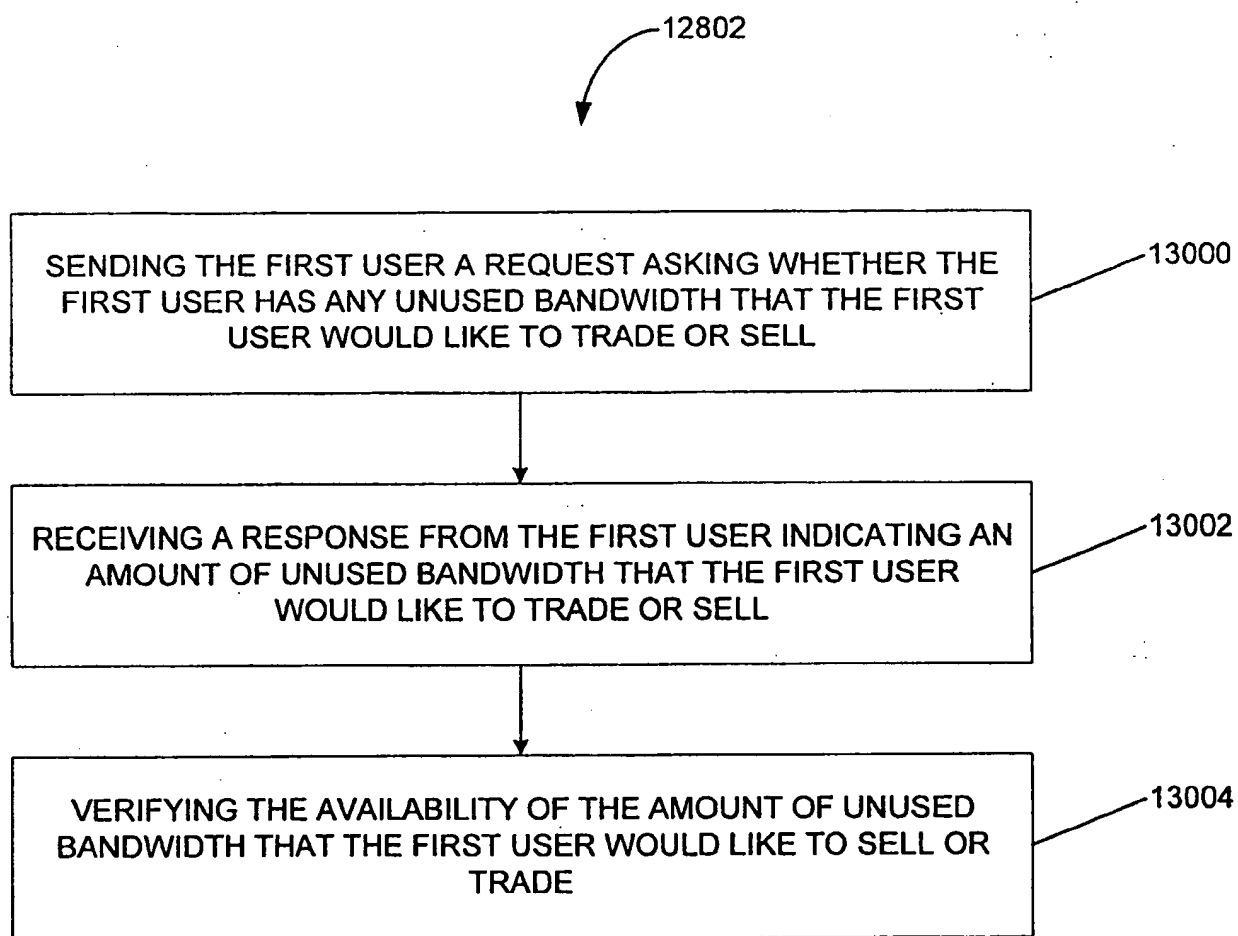 12802
SENDING THE FIRST USER A REQUEST ASKING WHETHER THE
FIRST USER HAS ANY UNUSED BANDWIDTH THAT THE FIRST
USER WOULD LIKE TO TRADE OR SELL
13000
RECEIVING A RESPONSE FROM THE FIRST USER INDICATING AN
AMOUNT OF UNUSED BANDWIDTH THAT THE FIRST USER
WOULD LIKE TO TRADE OR SELL
13002
VERIFYING THE AVAILABILITY OF THE AMOUNT OF UNUSED
BANDWIDTH THAT THE FIRST USER WOULD LIKE TO SELL OR
TRADE
13004